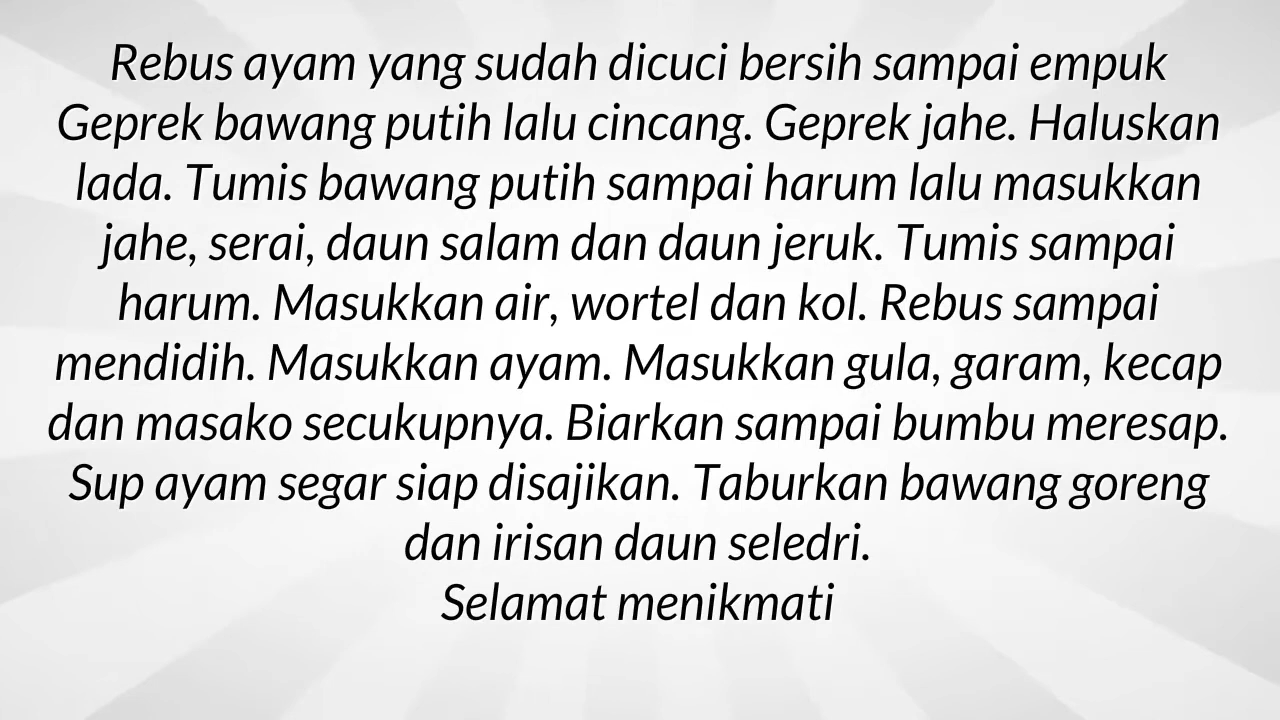 Rebus ayam yang sudah dicuci bersih sampai empuk
Geprek bawang putih lalu cincang. Geprek jahe. Haluskan
lada. Tumis bawang putih sampai harum lalu masukkan
jahe, serai, daun salam dan daun jeruk. Tumis sampai
harum. Masukkan air, wortel dan kol. Rebus sampai
mendidih. Masukkan ayam. Masukkan gula, garam, kecap
dan masako secukupnya. Biarkan sampai bumbu meresap.
Sup ayam segar siap disajikan. Taburkan bawang goreng
dan irisan daun seledri.
Selamat menikmati